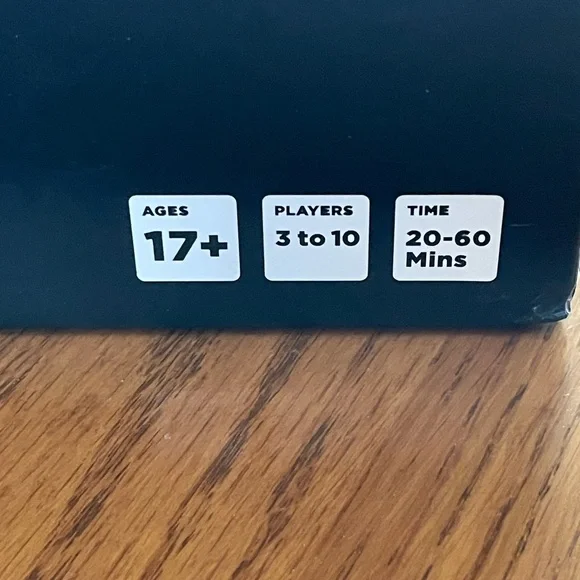 AGES
17+
PLAYERS
3 to 10
TIME
20-60
Mins